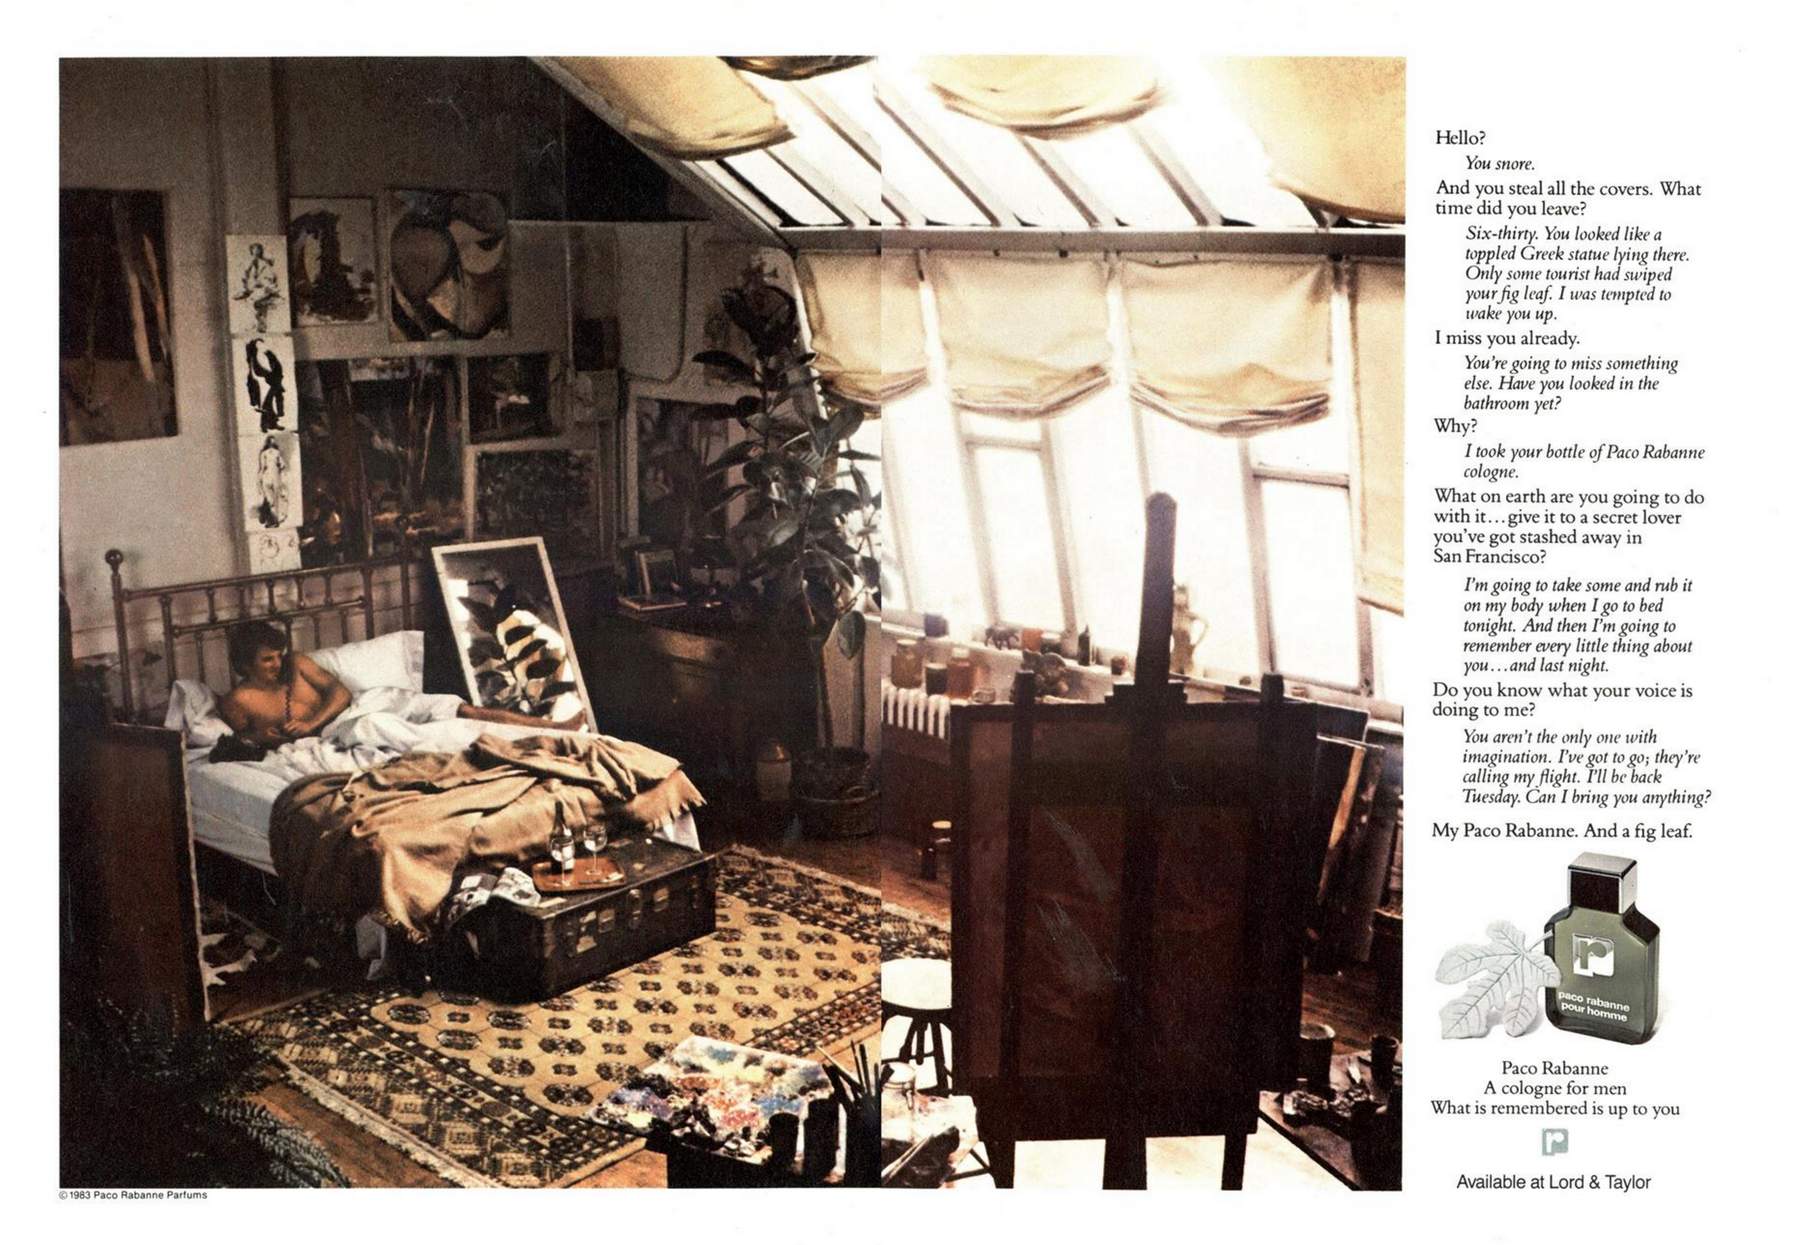 Hello?
You snore.
And you steal all the covers. What
time did you leave?
Six-thirty. You looked like a
toppled Greek statue lying there.
Only some tourist had swiped
your fig leaf. I was tempted to
wake you up.
I miss you already.
You're going to miss something
else. Have you looked in the
bathroom yet?
Why?
I took your bottle of Paco Rabanne
cologne.
What on earth are you going to do
with it...give it to a secret lover
you've got stashed away in
San Francisco?
I'm going to take some and rub it
on my body when I go to bed
tonight. And then I'm going to
remember every little thing about
you...and last night.
Do you know what your voice is
doing to me?
You aren't the only one with
imagination. I've got to go; they're
calling my flight. I'll be back
Tuesday. Can I bring you anything?
My Paco Rabanne. And a fig leaf.
r
paco rabanne
pour homme
Paco Rabanne
A cologne for men
What is remembered is up to you
r
Available at Lord & Taylor
© 1983 Paco Rabanne Parfums